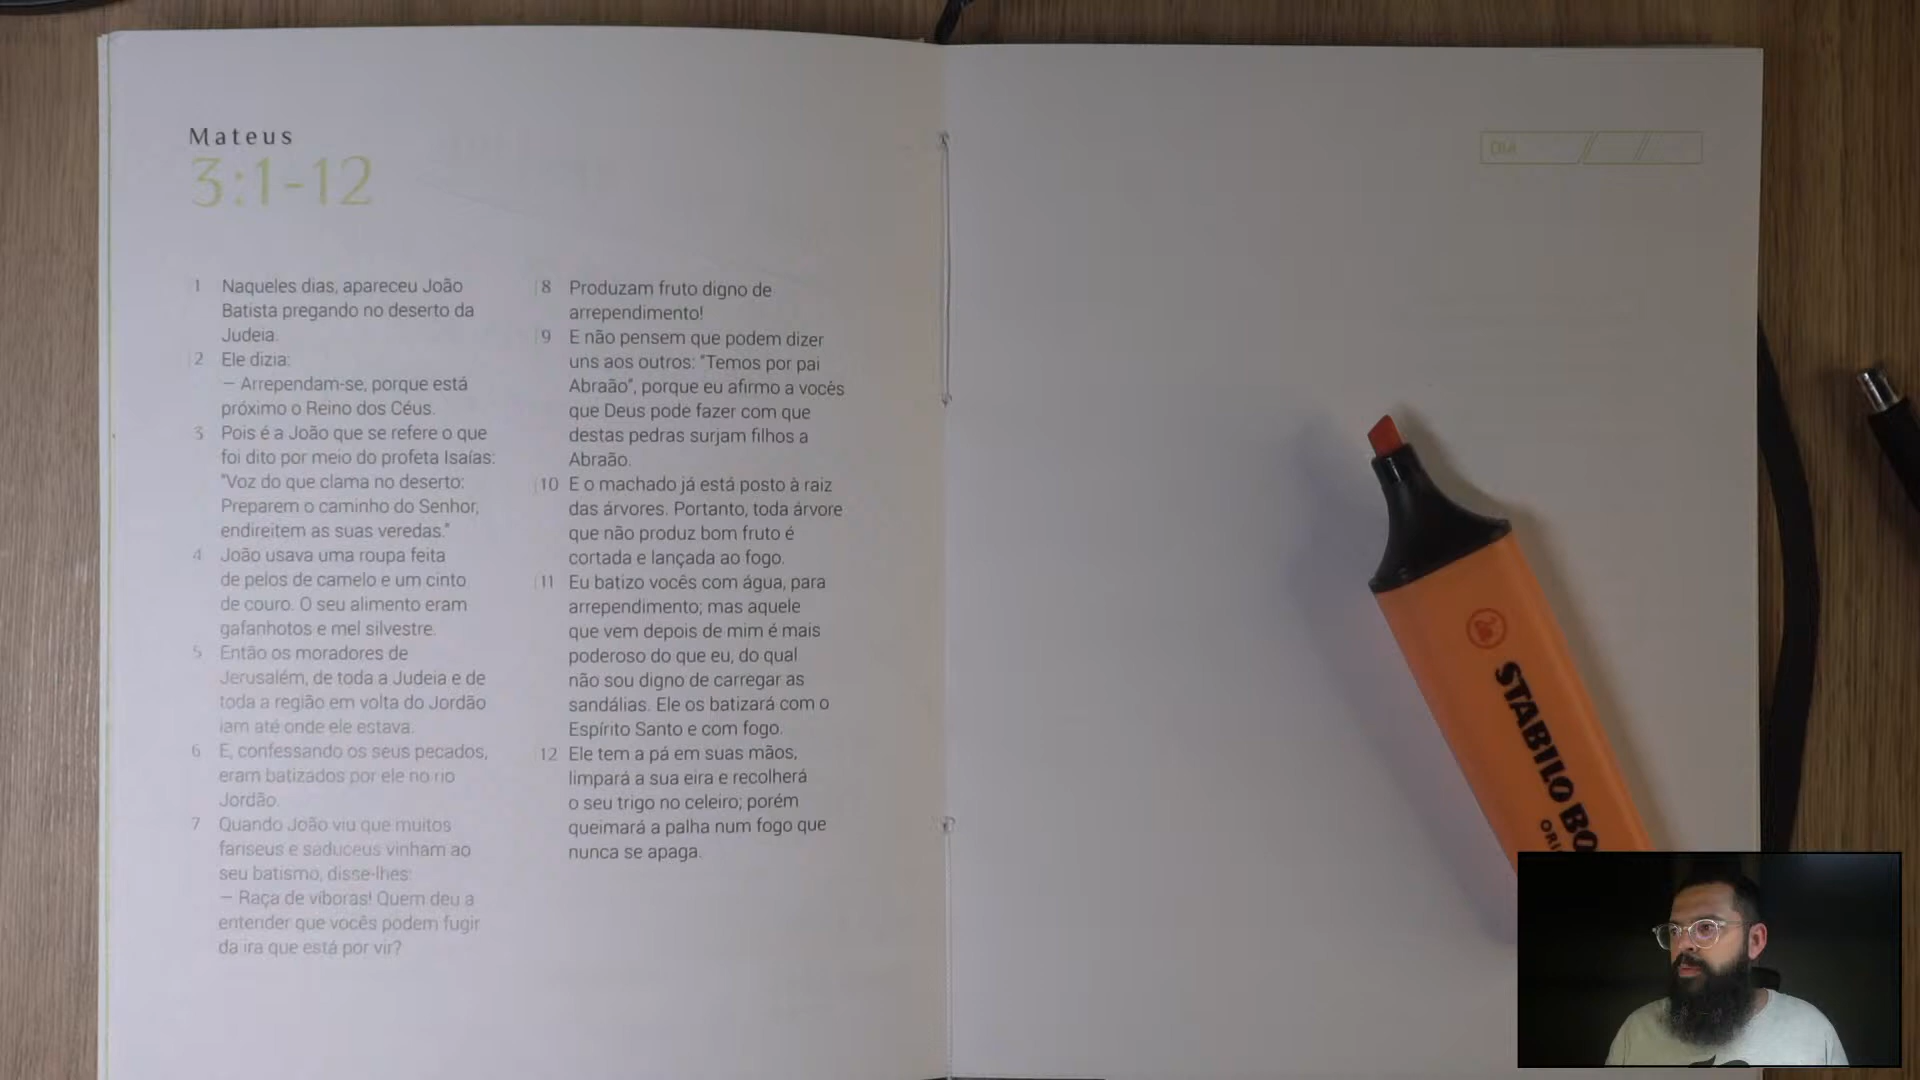 Mateus
3:1-12
1 Naqueles dias, apareceu João
Batista pregando no deserto da
Judeia.
2 Ele dizia:
— Arrependam-se, porque está
próximo o Reino dos Céus.
3 Pois é a João que se refere o que
foi dito por meio do profeta Isaías:
"Voz do que clama no deserto:
Preparem o caminho do Senhor,
endireitem as suas veredas."
4 João usava uma roupa feita
de pelos de camelo e um cinto
de couro. O seu alimento eram
gafanhotos e mel silvestre.
5 Então os moradores de
Jerusalém, de toda a Judeia e de
toda a região em volta do Jordão
iam até onde ele estava.
6 E, confessando os seus pecados,
eram batizados por ele no rio
Jordão.
7 Quando João viu que muitos
fariseus e saduceus vinham ao
seu batismo, disse-lhes:
— Raça de víboras! Quem deu a
entender que vocês podem fugir
da ira que está por vir?
8 Produzam fruto digno de
arrependimento!
9 E não pensem que podem dizer
uns aos outros: "Temos por pai
Abraão", porque eu afirmo a vocês
que Deus pode fazer com que
destas pedras surjam filhos a
Abraão.
10 E o machado já está posto à raiz
das árvores. Portanto, toda árvore
que não produz bom fruto é
cortada e lançada ao fogo.
11 Eu batizo vocês com água, para
arrependimento; mas aquele
que vem depois de mim é mais
poderoso do que eu, do qual
não sou digno de carregar as
sandálias. Ele os batizará com o
Espírito Santo e com fogo.
12 Ele tem a pá em suas mãos,
limpará a sua eira e recolherá
o seu trigo no celeiro; porém
queimará a palha num fogo que
nunca se apaga.
DIA
STABILO BO
ORI